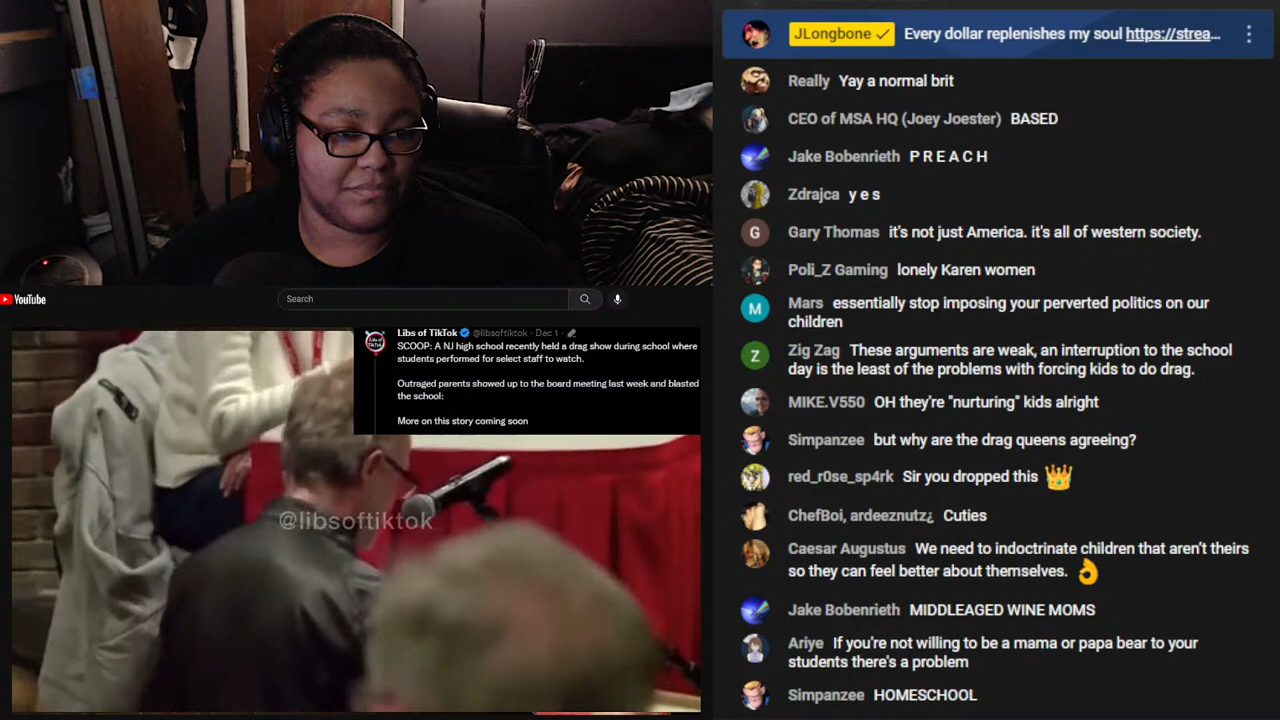 JLongbone Every dollar replenishes my soul https://strea...
Really Yay a normal brit
CEO of MSA HQ (Joey Joester) BASED
Jake Bobenrieth P R E A C H
Zdrajca y e s
G Gary Thomas it's not just America. it's all of western society.
Poli_Z Gaming lonely Karen women
M Mars essentially stop imposing your perverted politics on our
children
Z Zig Zag These arguments are weak, an interruption to the school
day is the least of the problems with forcing kids to do drag.
MIKE.V550 OH they're "nurturing" kids alright
Simpanzee but why are the drag queens agreeing?
red_r0se_sp4rk Sir you dropped this 👑
ChefBoi, ardeeznutz¿ Cuties
Caesar Augustus We need to indoctrinate children that aren't theirs
so they can feel better about themselves. 👌
Jake Bobenrieth MIDDLEAGED WINE MOMS
Ariye If you're not willing to be a mama or papa bear to your
students there's a problem
Simpanzee HOMESCHOOL
YouTube
Search
Libs of TikTok @libsoftiktok · Dec 1
SCOOP: A NJ high school recently held a drag show during school where
students performed for select staff to watch.
Outraged parents showed up to the board meeting last week and blasted
the school:
More on this story coming soon
@libsoftiktok